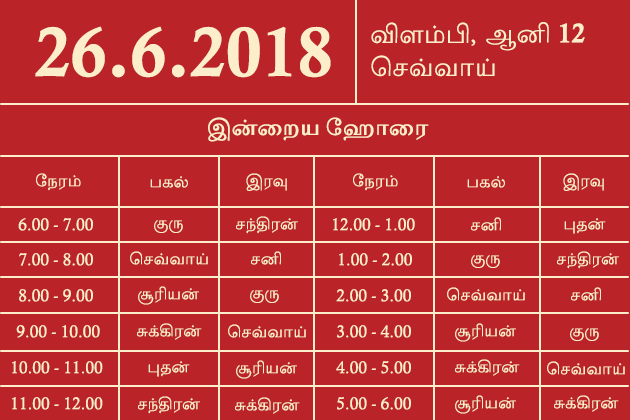 26.6.2018
விளம்பி, ஆனி 12
செவ்வாய்
இன்றைய ஹோரை
நேரம் பகல் இரவு நேரம் பகல் இரவு
6.00 - 7.00 குரு சந்திரன் 12.00 - 1.00 சனி புதன்
7.00 - 8.00 செவ்வாய் சனி 1.00 - 2.00 குரு சந்திரன்
8.00 - 9.00 சூரியன் குரு 2.00 - 3.00 செவ்வாய் சனி
9.00 - 10.00 சுக்கிரன் செவ்வாய் 3.00 - 4.00 சூரியன் குரு
10.00 - 11.00 புதன் சூரியன் 4.00 - 5.00 சுக்கிரன் செவ்வாய்
11.00 - 12.00 சந்திரன் சுக்கிரன் 5.00 - 6.00 சூரியன் சுக்கிரன்